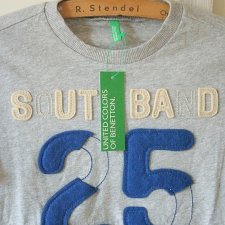 R. Stendel
SOUTH BAND
UNITED COLORS
OF BENETTON.
25